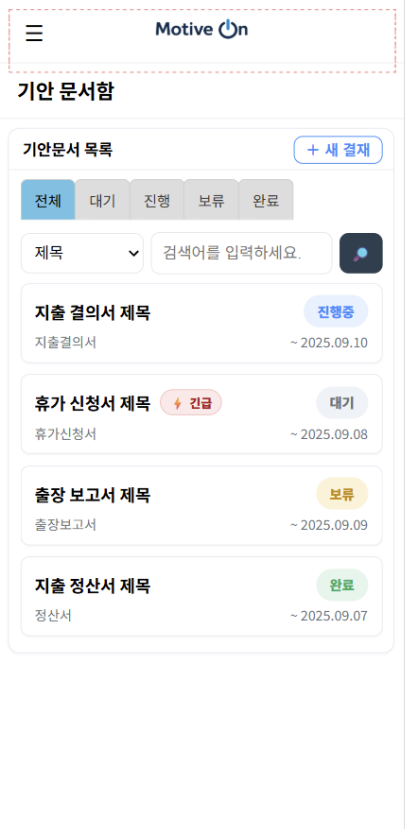 ☰ Motive On
기안 문서함
기안문서 목록 + 새 결재
전체 대기 진행 보류 완료
제목 검색어를 입력하세요.
지출 결의서 제목 진행중
지출결의서 ~ 2025.09.10
휴가 신청서 제목 긴급 대기
휴가신청서 ~ 2025.09.08
출장 보고서 제목 보류
출장보고서 ~ 2025.09.09
지출 정산서 제목 완료
정산서 ~ 2025.09.07